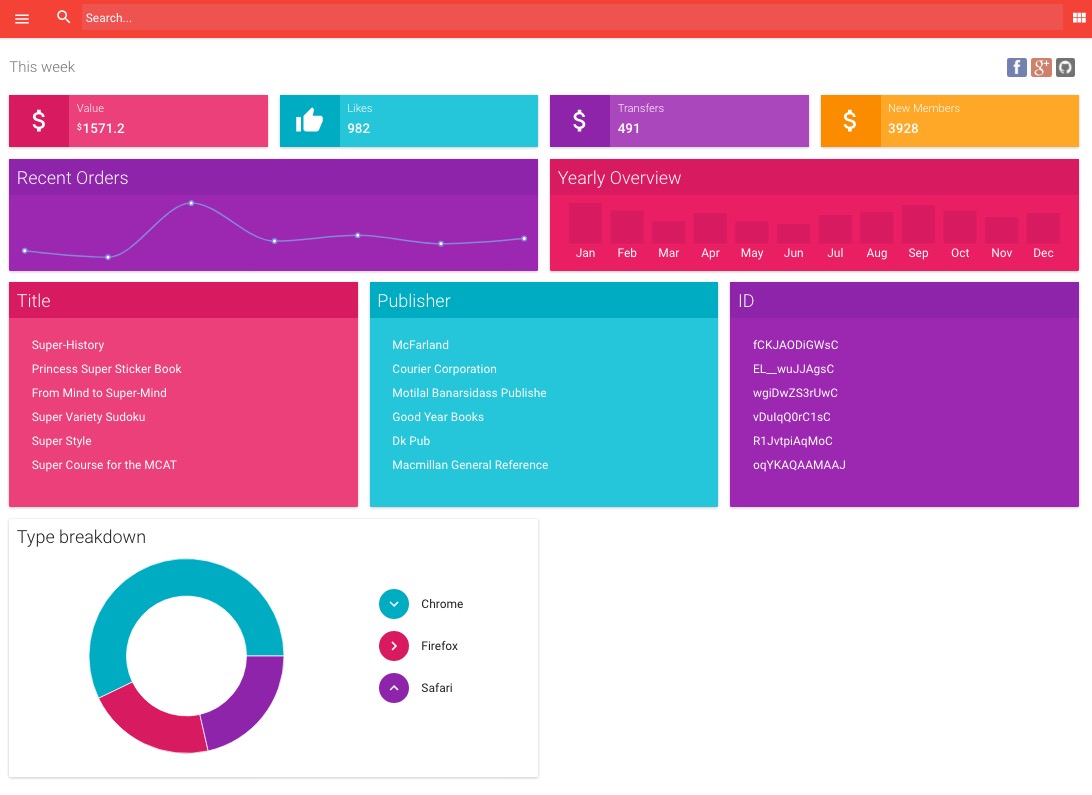 Search...
This week
f g+
Value
$1571.2
Likes
982
Transfers
491
New Members
3928
Recent Orders
Yearly Overview
Jan Feb Mar Apr May Jun Jul Aug Sep Oct Nov Dec
Title
Super-History
Princess Super Sticker Book
From Mind to Super-Mind
Super Variety Sudoku
Super Style
Super Course for the MCAT
Publisher
McFarland
Courier Corporation
Motilal Banarsidass Publishe
Good Year Books
Dk Pub
Macmillan General Reference
ID
fCKJAODiGWsC
EL__wuJJAgsC
wgiDwZS3rUwC
vDuIqQ0rC1sC
R1JvtpiAqMoC
oqYKAQAAMAAJ
Type breakdown
Chrome
Firefox
Safari